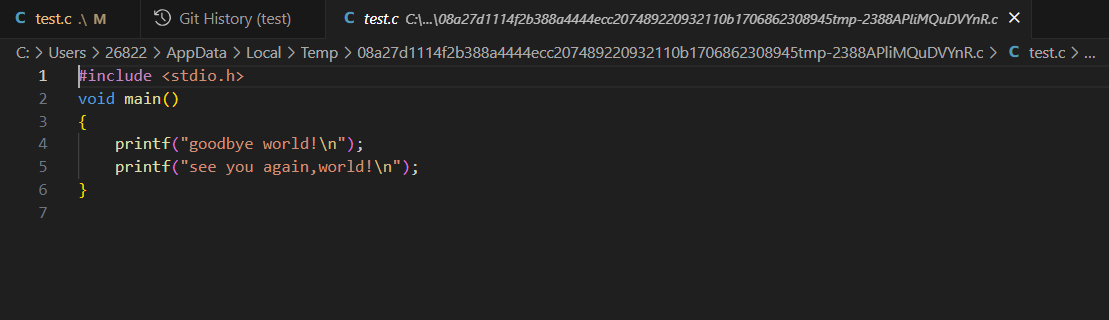 test.c .\ M Git History (test) test.c C:\...\08a27d1114f2b388a4444ecc207489220932110b1706862308945tmp-2388APliMQuDVYnR.c
C: > Users > 26822 > AppData > Local > Temp > 08a27d1114f2b388a4444ecc207489220932110b1706862308945tmp-2388APliMQuDVYnR.c > C test.c > ...
1 #include <stdio.h>
2 void main()
3 {
4     printf("goodbye world!\n");
5     printf("see you again,world!\n");
6 }
7